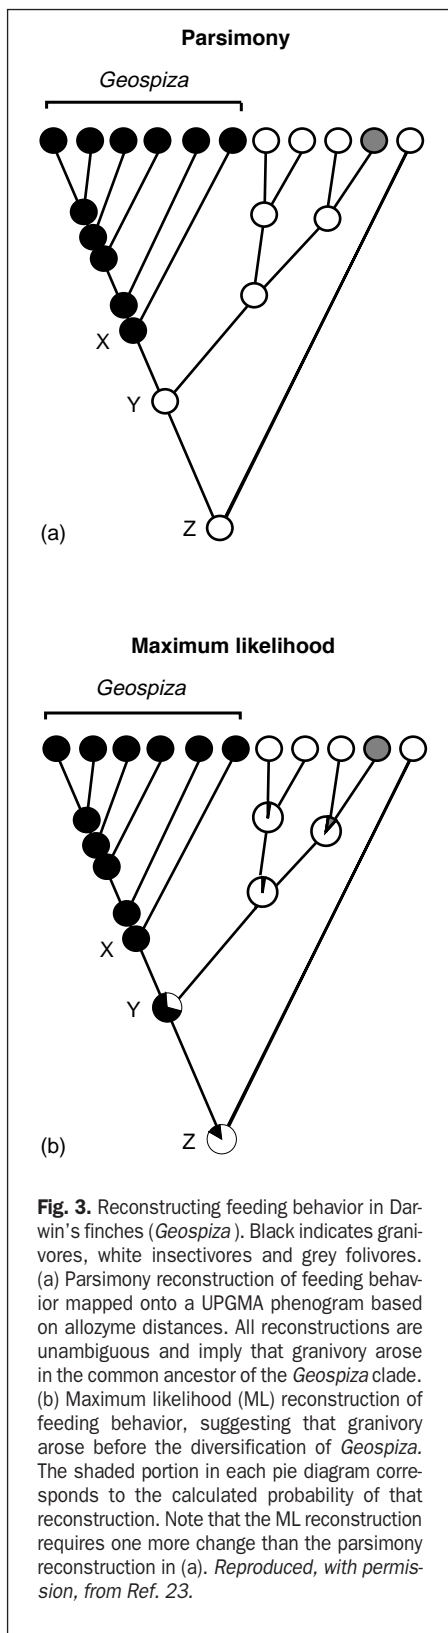 Parsimony
Geospiza
X
Y
Z
(a)
Maximum likelihood
Geospiza
X
Y
Z
(b)
Fig. 3. Reconstructing feeding behavior in Dar-
win's finches (Geospiza ). Black indicates grani-
vores, white insectivores and grey folivores.
(a) Parsimony reconstruction of feeding behav-
ior mapped onto a UPGMA phenogram based
on allozyme distances. All reconstructions are
unambiguous and imply that granivory arose
in the common ancestor of the Geospiza clade.
(b) Maximum likelihood (ML) reconstruction of
feeding behavior, suggesting that granivory
arose before the diversification of Geospiza.
The shaded portion in each pie diagram corre-
sponds to the calculated probability of that
reconstruction. Note that the ML reconstruction
requires one more change than the parsimony
reconstruction in (a). Reproduced, with permis-
sion, from Ref. 23.